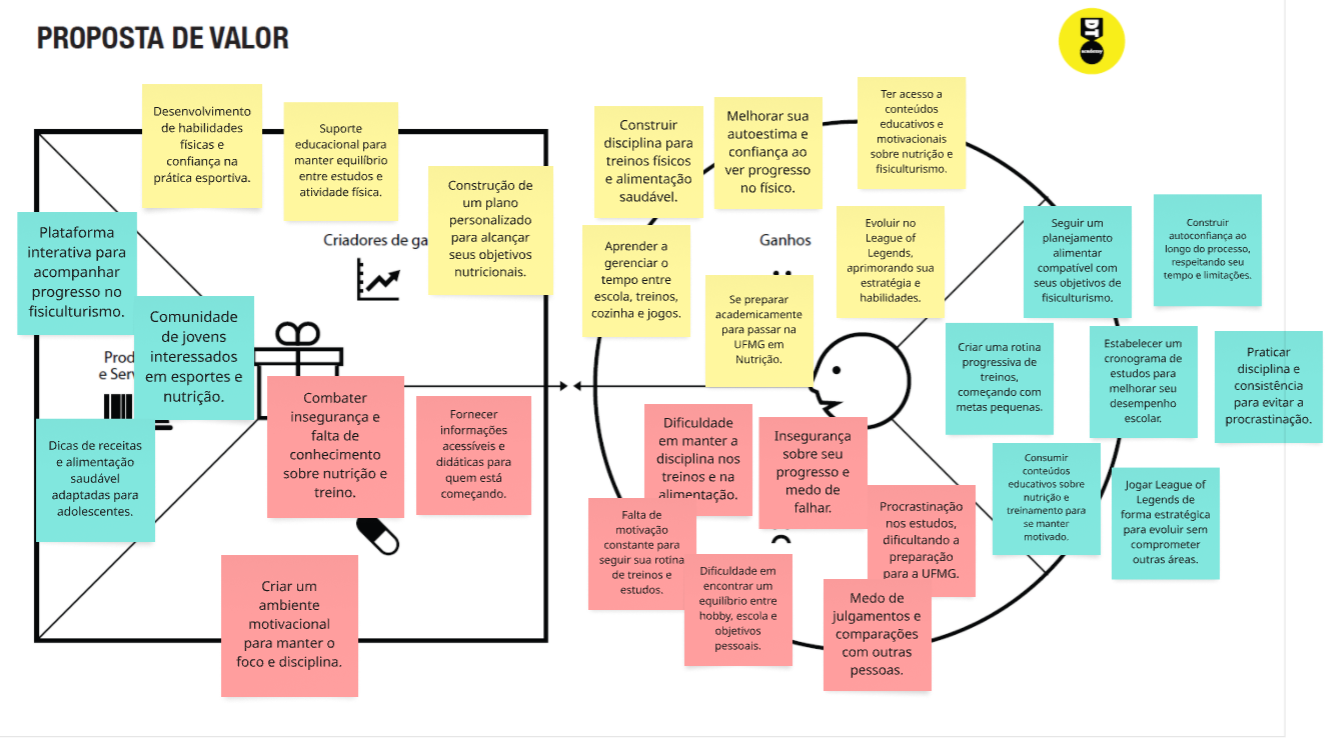 PROPOSTA DE VALOR
DT
academy
Desenvolvimento
de habilidades
físicas e
confiança na
prática esportiva.
Suporte
educacional para
manter equilíbrio
entre estudos e
atividade física.
Construção de
um plano
personalizado
para alcançar
seus objetivos
nutricionais.
Criadores de ga
Plataforma
interativa para
acompanhar
progresso no
fisiculturismo.
Comunidade
de jovens
interessados
em esportes e
nutrição.
Prod
e Ser
Dicas de receitas
e alimentação
saudável
adaptadas para
adolescentes.
Combater
insegurança e
falta de
conhecimento
sobre nutrição e
treino.
Fornecer
informações
acessíveis e
didáticas para
quem está
começando.
Criar um
ambiente
motivacional
para manter o
foco e disciplina.
Construir
disciplina para
treinos físicos
e alimentação
saudável.
Melhorar sua
autoestima e
confiança ao
ver progresso
no físico.
Ter acesso a
conteúdos
educativos e
motivacionais
sobre nutrição e
fisiculturismo.
Aprender a
gerenciar o
tempo entre
escola, treinos,
cozinha e jogos.
Ganhos
Se preparar
academicamente
para passar na
UFMG em
Nutrição.
Evoluir no
League of
Legends,
aprimorando sua
estratégia e
habilidades.
Seguir um
planejamento
alimentar
compatível com
seus objetivos de
fisiculturismo.
Construir
autoconfiança ao
longo do processo,
respeitando seu
tempo e limitações.
Criar uma rotina
progressiva de
treinos,
começando com
metas pequenas.
Estabelecer um
cronograma de
estudos para
melhorar seu
desempenho
escolar.
Praticar
disciplina e
consistência
para evitar a
procrastinação.
Consumir
conteúdos
educativos sobre
nutrição e
treinamento para
se manter
motivado.
Jogar League of
Legends de
forma estratégica
para evoluir sem
comprometer
outras áreas.
Dificuldade
em manter a
disciplina nos
treinos e na
alimentação.
Insegurança
sobre seu
progresso e
medo de
falhar.
Procrastinação
nos estudos,
dificultando a
preparação
para a UFMG.
Falta de
motivação
constante para
seguir sua rotina
de treinos e
estudos.
Dificuldade em
encontrar um
equilíbrio entre
hobby, escola e
objetivos
pessoais.
Medo de
julgamentos e
comparações
com outras
pessoas.